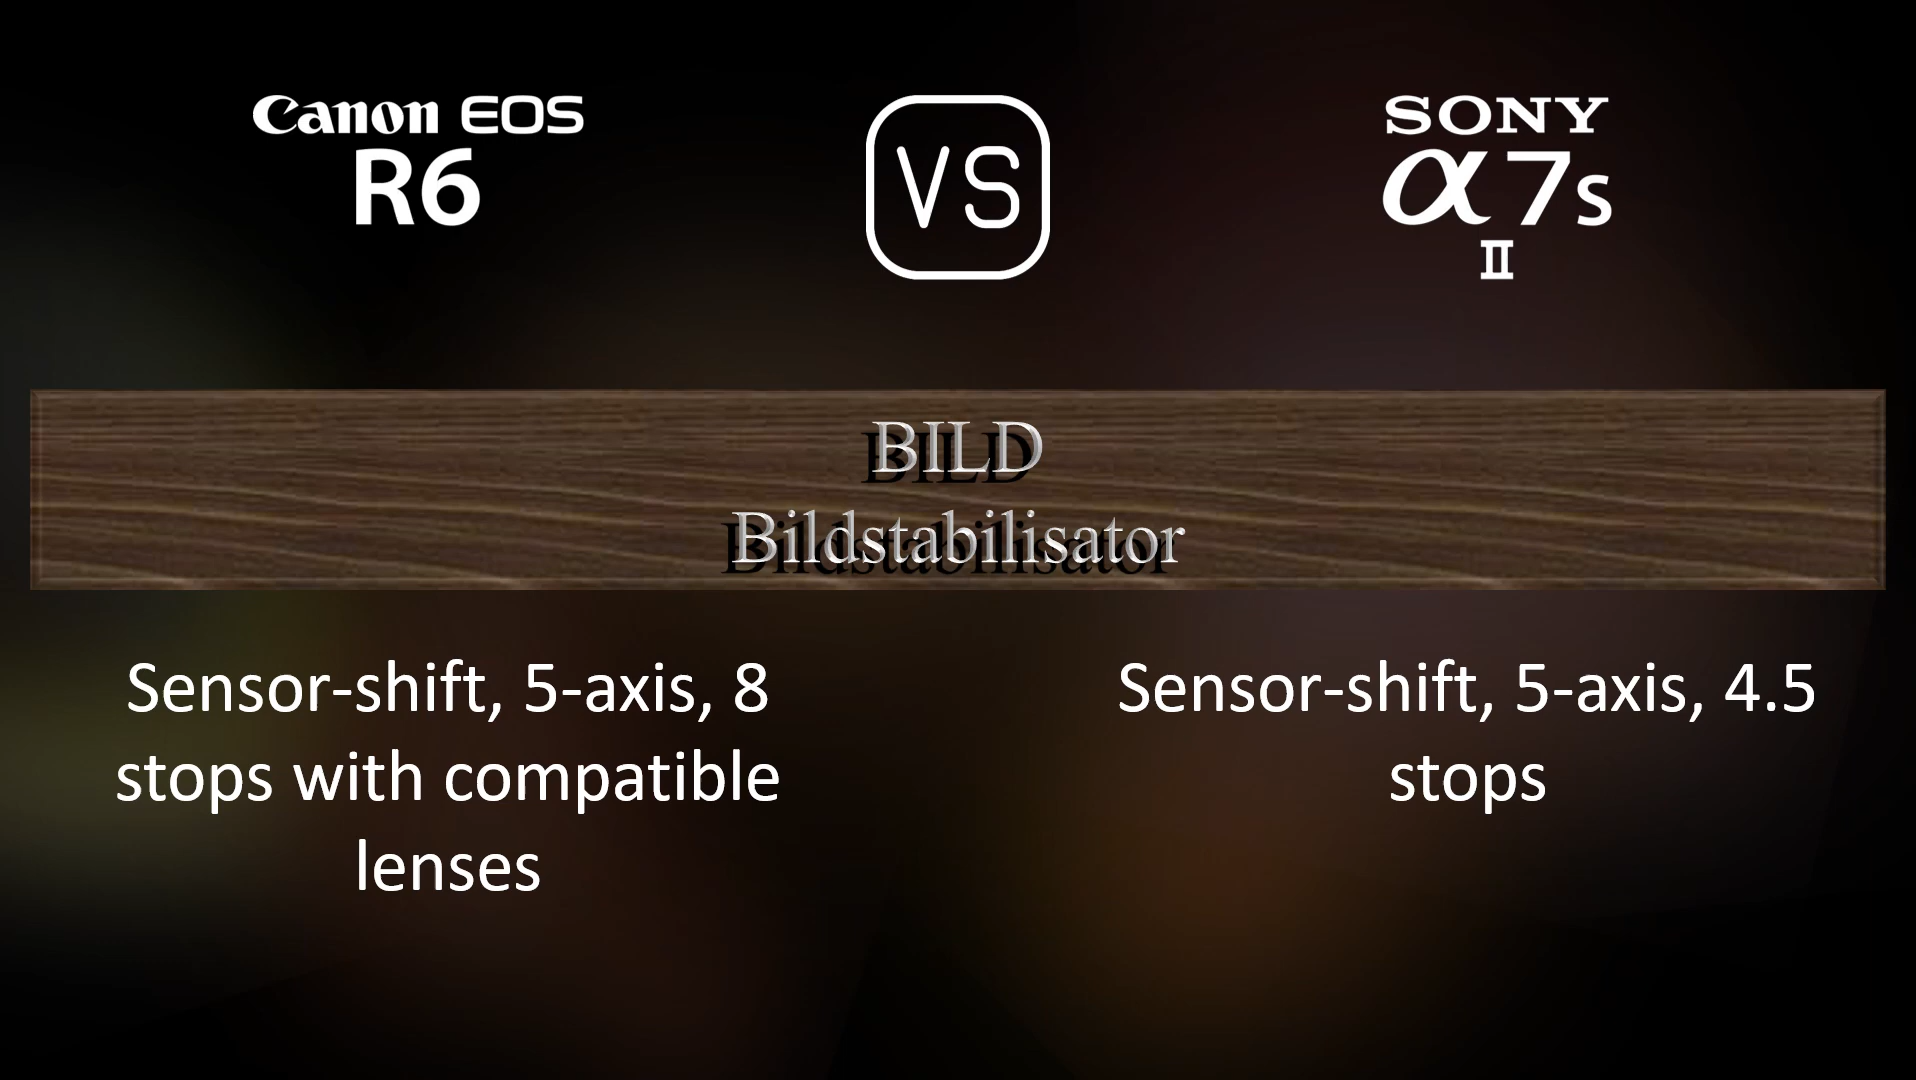 Canon EOS
R6
VS
SONY
α7s
II
BILD
Bildstabilisator
Sensor-shift, 5-axis, 8
stops with compatible
lenses
Sensor-shift, 5-axis, 4.5
stops